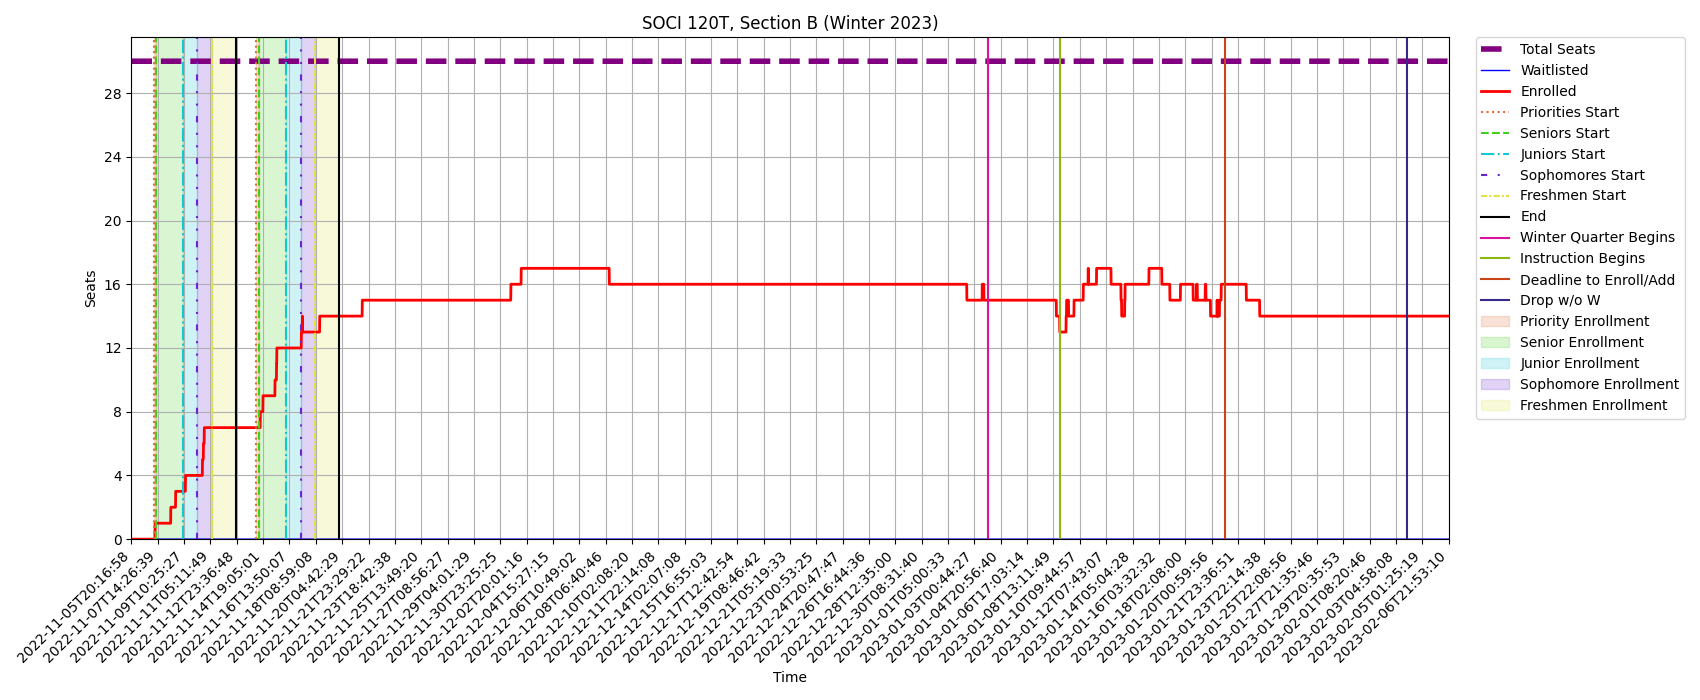 SOCI 120T, Section B (Winter 2023)
Seats
28
24
20
16
12
8
4
0
2022-11-05T20:16:58
2022-11-07T14:26:39
2022-11-09T10:25:27
2022-11-11T05:11:49
2022-11-12T23:36:48
2022-11-14T19:05:01
2022-11-16T13:50:07
2022-11-18T08:59:08
2022-11-20T04:42:29
2022-11-21T23:29:22
2022-11-23T18:42:38
2022-11-25T13:49:20
2022-11-27T08:56:27
2022-11-29T04:01:29
2022-11-30T23:25:25
2022-12-02T20:01:16
2022-12-04T15:27:15
2022-12-06T10:49:02
2022-12-08T06:40:46
2022-12-10T02:08:20
2022-12-11T22:14:08
2022-12-14T02:07:08
2022-12-15T16:55:03
2022-12-17T12:42:54
2022-12-19T08:46:42
2022-12-21T05:19:33
2022-12-23T00:53:25
2022-12-24T20:47:47
2022-12-26T16:44:36
2022-12-28T12:35:00
2022-12-30T08:31:40
2023-01-01T05:00:33
2023-01-03T00:44:27
2023-01-04T20:56:40
2023-01-06T17:03:14
2023-01-08T13:11:49
2023-01-10T09:44:57
2023-01-12T07:43:07
2023-01-14T05:04:28
2023-01-16T03:32:32
2023-01-18T02:08:00
2023-01-20T00:59:56
2023-01-21T23:36:51
2023-01-23T22:14:38
2023-01-25T22:08:56
2023-01-27T21:35:46
2023-01-29T20:35:53
2023-02-01T08:20:46
2023-02-03T04:58:08
2023-02-05T01:25:19
2023-02-06T21:53:10
Time
Total Seats
Waitlisted
Enrolled
Priorities Start
Seniors Start
Juniors Start
Sophomores Start
Freshmen Start
End
Winter Quarter Begins
Instruction Begins
Deadline to Enroll/Add
Drop w/o W
Priority Enrollment
Senior Enrollment
Junior Enrollment
Sophomore Enrollment
Freshmen Enrollment